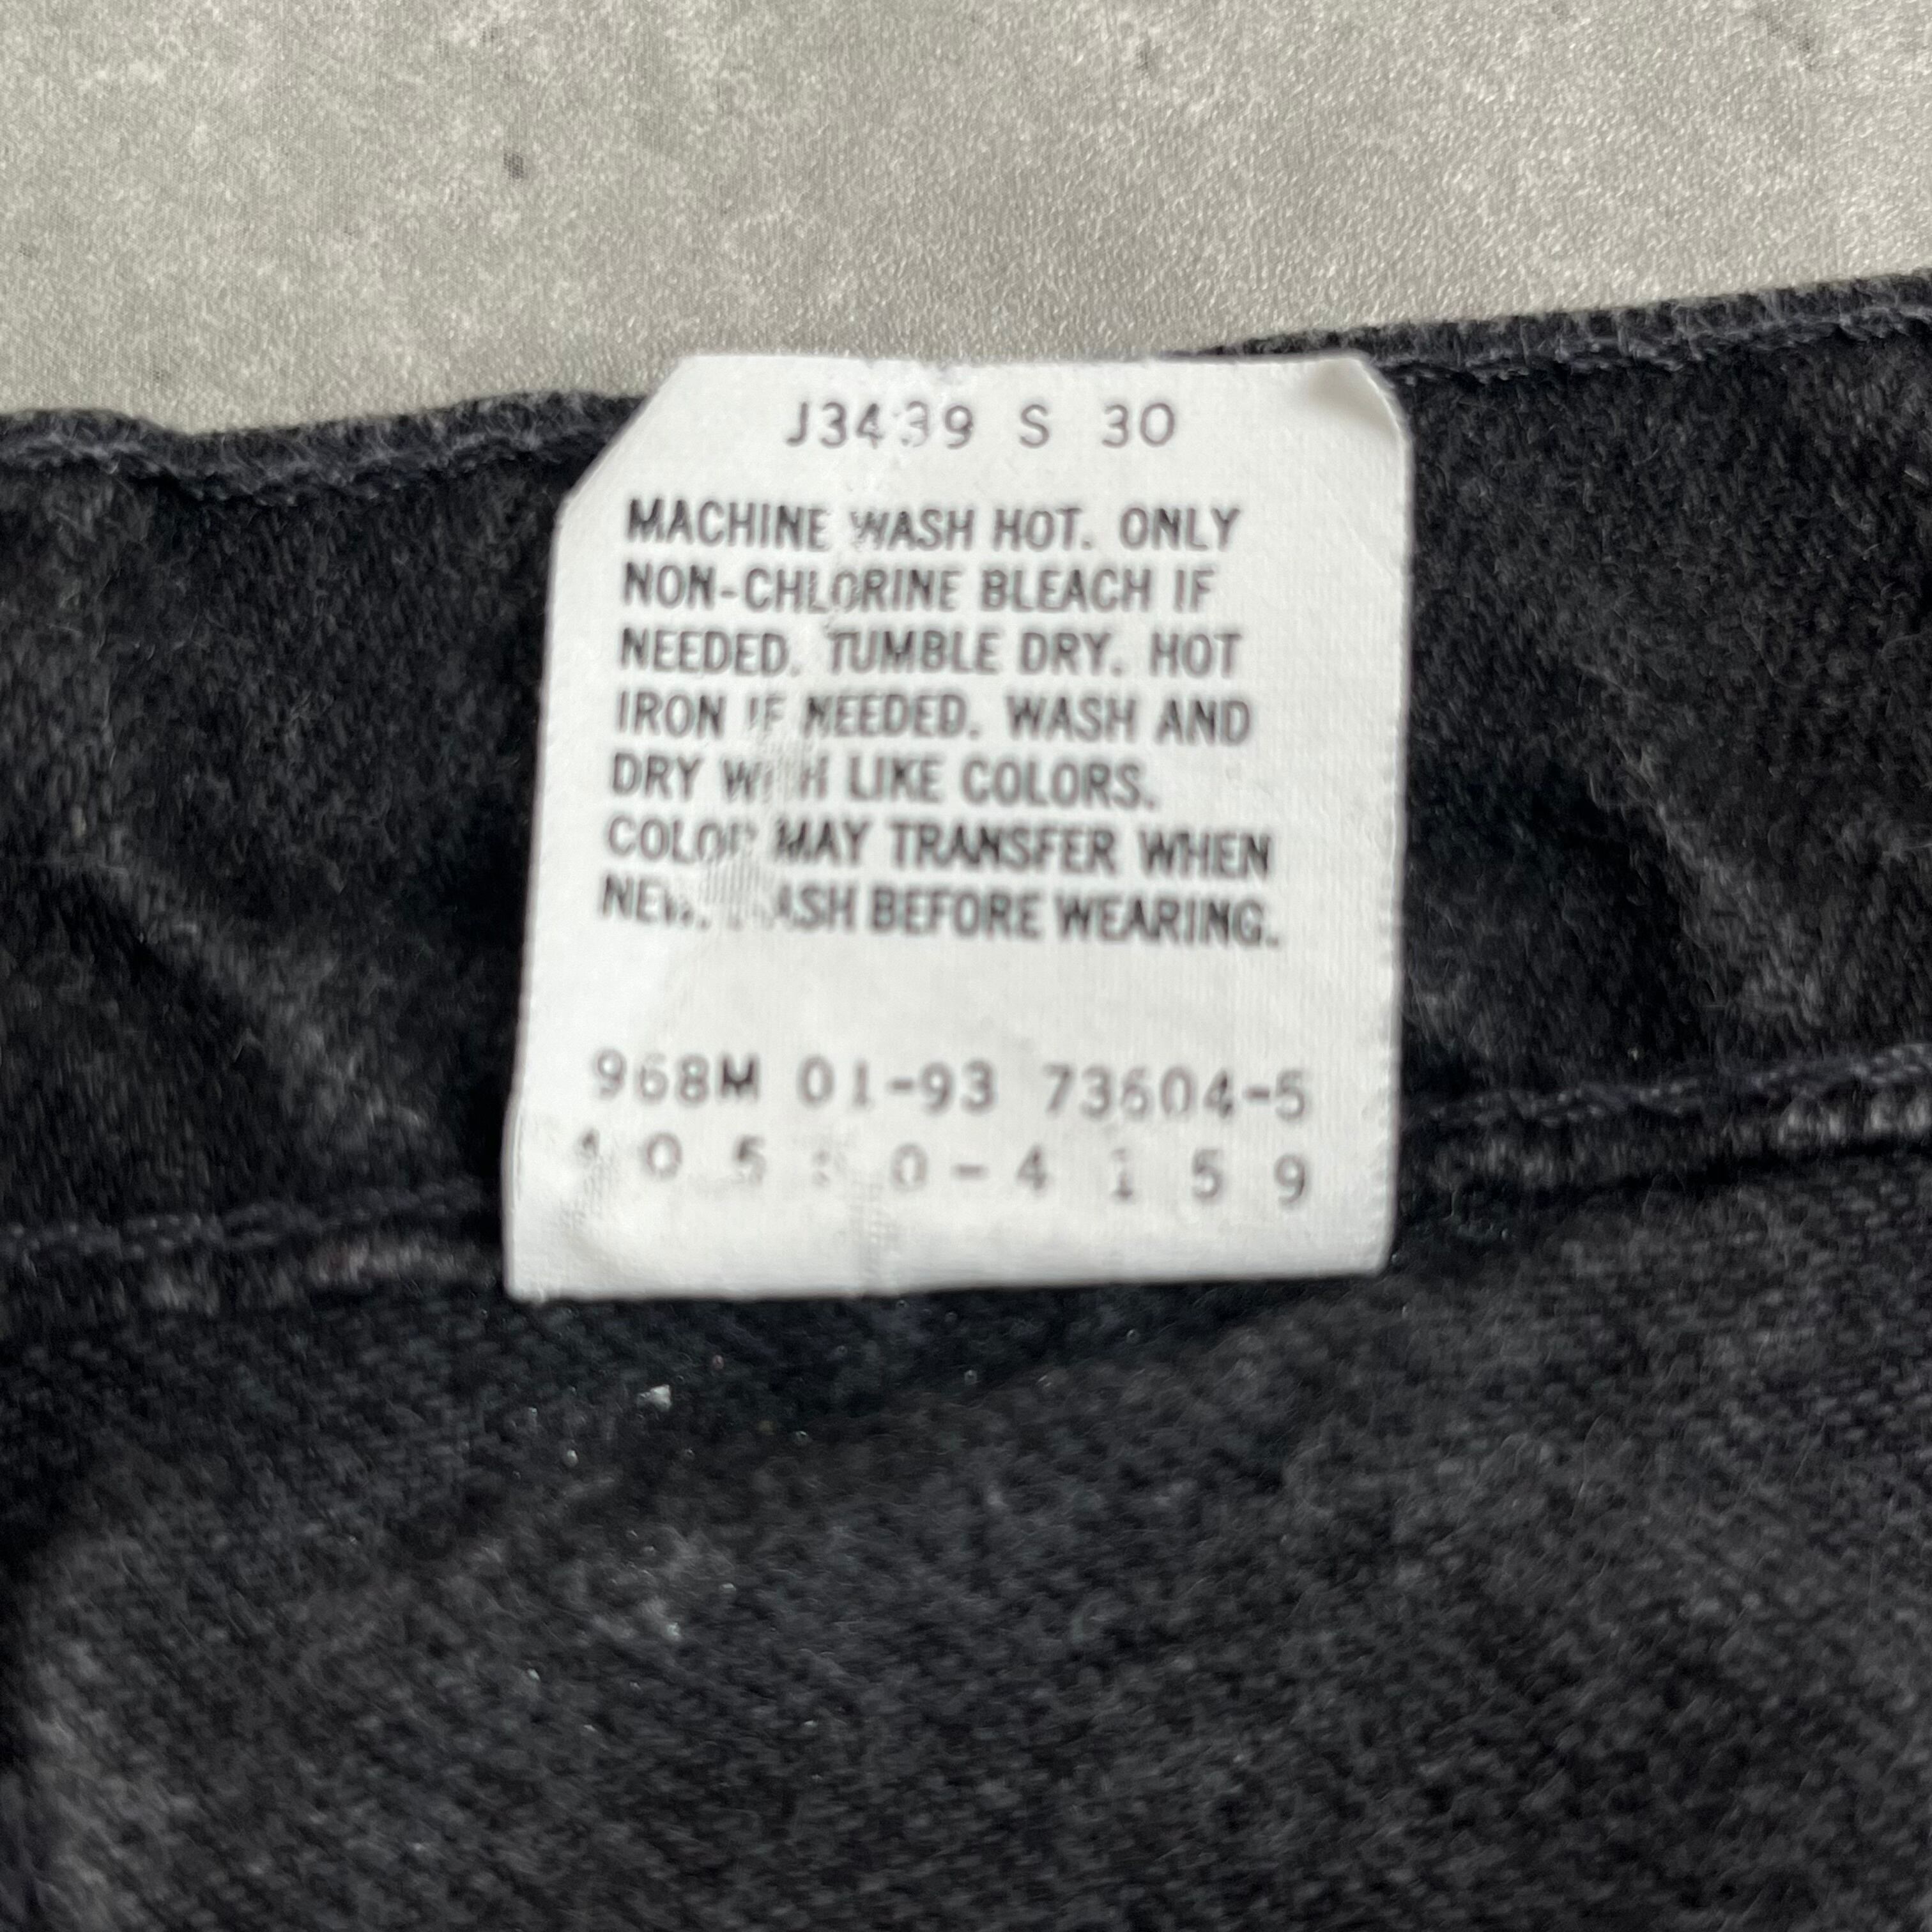 J3439 S 30
MACHINE WASH HOT. ONLY
NON-CHLORINE BLEACH IF
NEEDED. TUMBLE DRY. HOT
IRON IF NEEDED. WASH AND
DRY WITH LIKE COLORS.
COLOR MAY TRANSFER WHEN
NEW. WASH BEFORE WEARING.
968M 01-93 73604-5